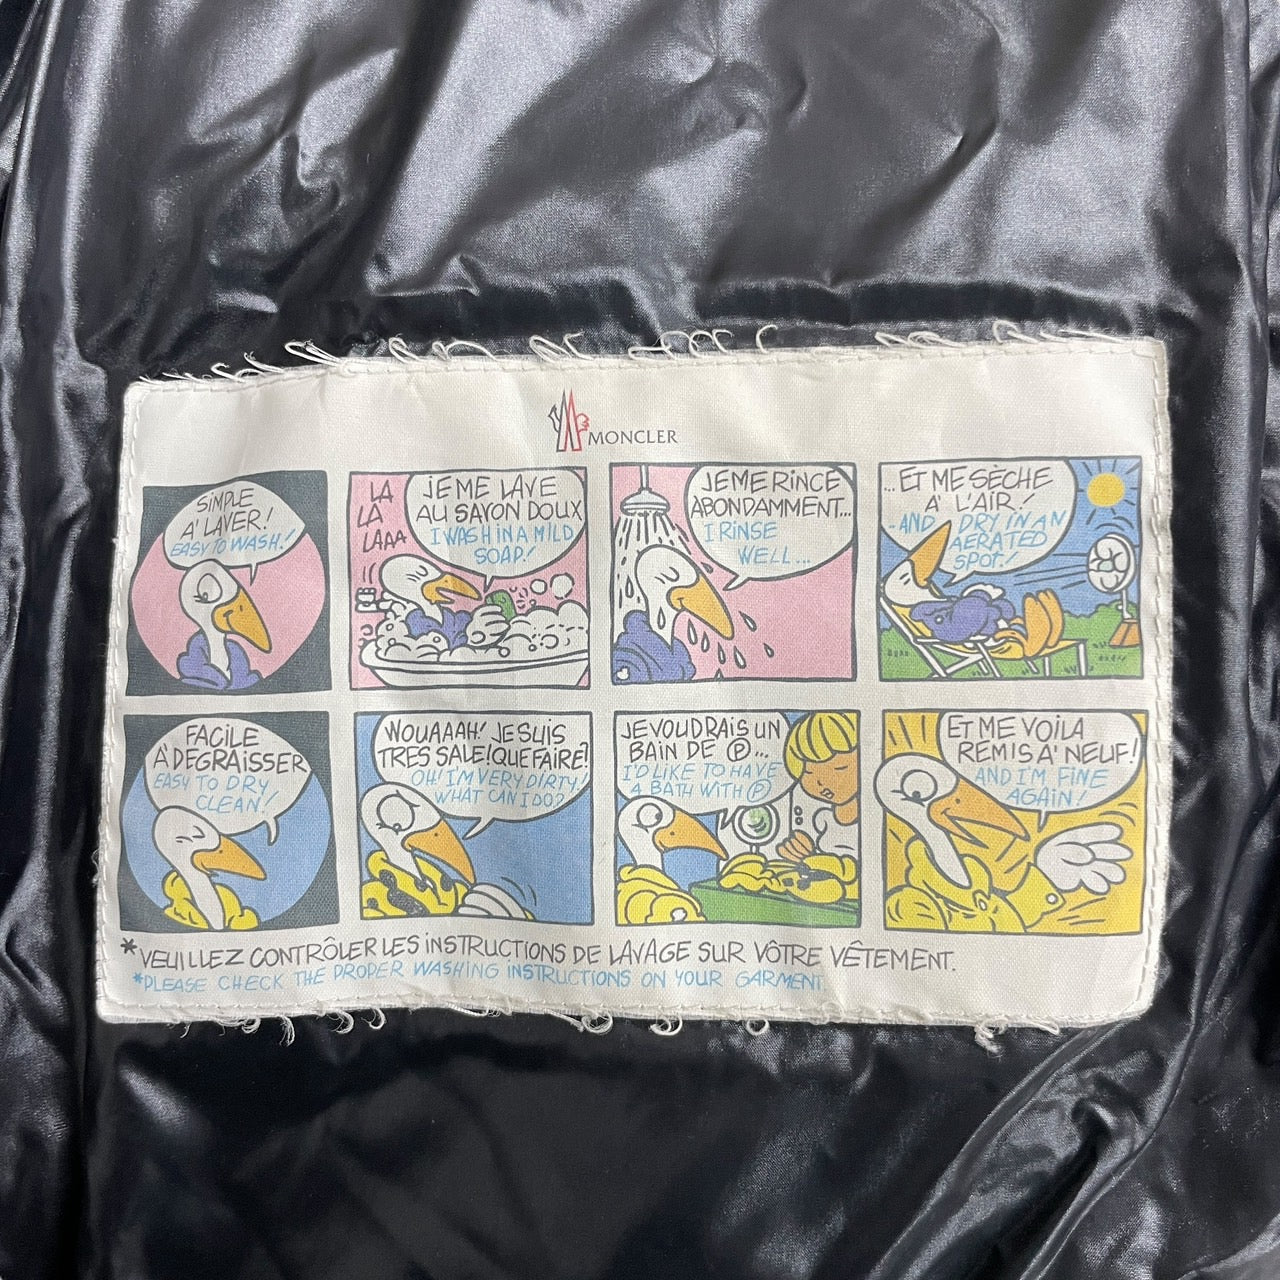 MONCLER
SIMPLE
A' LAVER!
EASY TO WASH!
LA
LA
LAAA
JE ME LAVE
AU SAVON DOUX
I WASH IN A MILD
SOAP!
JE ME RINCE
ABONDAMMENT...
I RINSE
WELL...
...ET ME SÈCHE
A' L'AIR!
-AND DRY IN AN
AERATED
SPOT!
FACILE
A' DEGRAISSER
EASY TO DRY
CLEAN!
WOUAAAH! JE SUIS
TRES SALE! QUE FAIRE?
OH! I'M VERY DIRTY!
WHAT CAN I DO?
JE VOUDRAIS UN
BAIN DE Ⓟ...
I'D LIKE TO HAVE
A BATH WITH Ⓟ
ET ME VOILA
REMIS A' NEUF!
AND I'M FINE
AGAIN!
*VEUILLEZ CONTRÔLER LES INSTRUCTIONS DE LAVAGE SUR VÔTRE VÊTEMENT.
*PLEASE CHECK THE PROPER WASHING INSTRUCTIONS ON YOUR GARMENT.